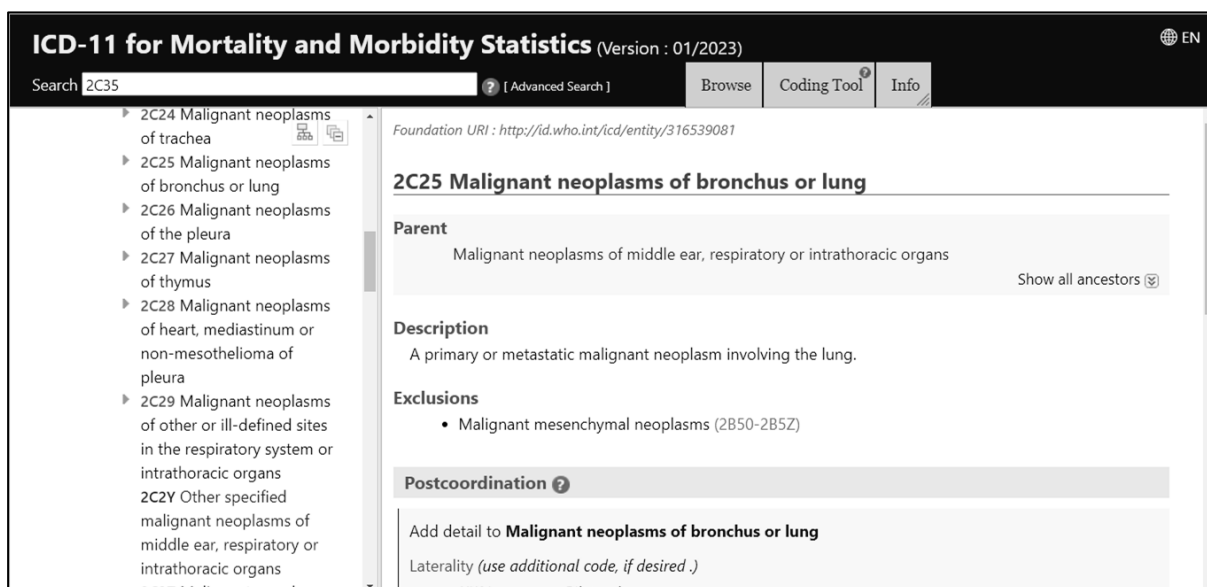 ICD-11 for Mortality and Morbidity Statistics (Version : 01/2023)
EN
Search 2C35
? [ Advanced Search ]
Browse
Coding Tool ?
Info
2C24 Malignant neoplasms
of trachea
2C25 Malignant neoplasms
of bronchus or lung
2C26 Malignant neoplasms
of the pleura
2C27 Malignant neoplasms
of thymus
2C28 Malignant neoplasms
of heart, mediastinum or
non-mesothelioma of
pleura
2C29 Malignant neoplasms
of other or ill-defined sites
in the respiratory system or
intrathoracic organs
2C2Y Other specified
malignant neoplasms of
middle ear, respiratory or
intrathoracic organs
Foundation URI : http://id.who.int/icd/entity/316539081
2C25 Malignant neoplasms of bronchus or lung
Parent
Malignant neoplasms of middle ear, respiratory or intrathoracic organs
Show all ancestors
Description
A primary or metastatic malignant neoplasm involving the lung.
Exclusions
• Malignant mesenchymal neoplasms (2B50-2B5Z)
Postcoordination ?
Add detail to Malignant neoplasms of bronchus or lung
Laterality (use additional code, if desired .)